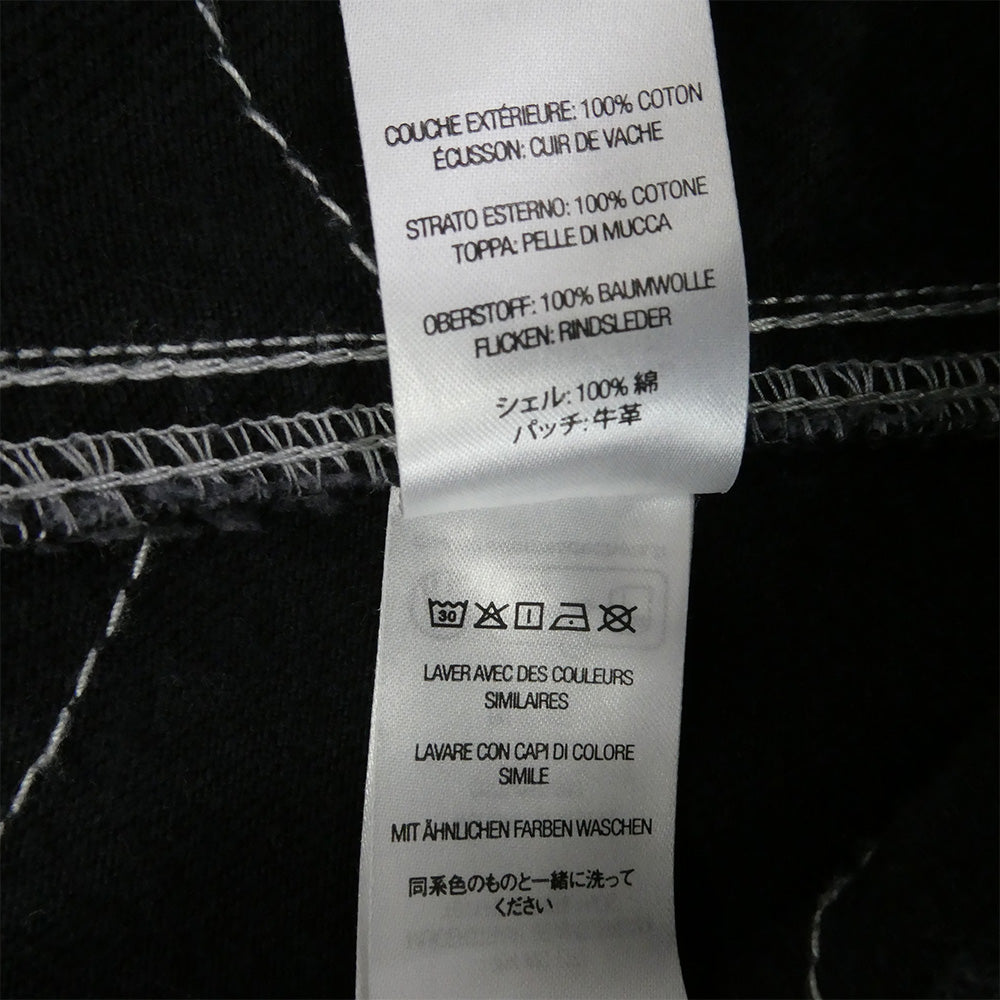 COUCHE EXTÉRIEURE: 100% COTON
ÉCUSSON: CUIR DE VACHE
STRATO ESTERNO: 100% COTONE
TOPPA: PELLE DI MUCCA
OBERSTOFF: 100% BAUMWOLLE
FLICKEN: RINDSLEDER
シェル: 100% 綿
パッチ: 牛革
30
LAVER AVEC DES COULEURS
SIMILAIRES
LAVARE CON CAPI DI COLORE
SIMILE
MIT ÄHNLICHEN FARBEN WASCHEN
同系色のものと一緒に洗って
ください